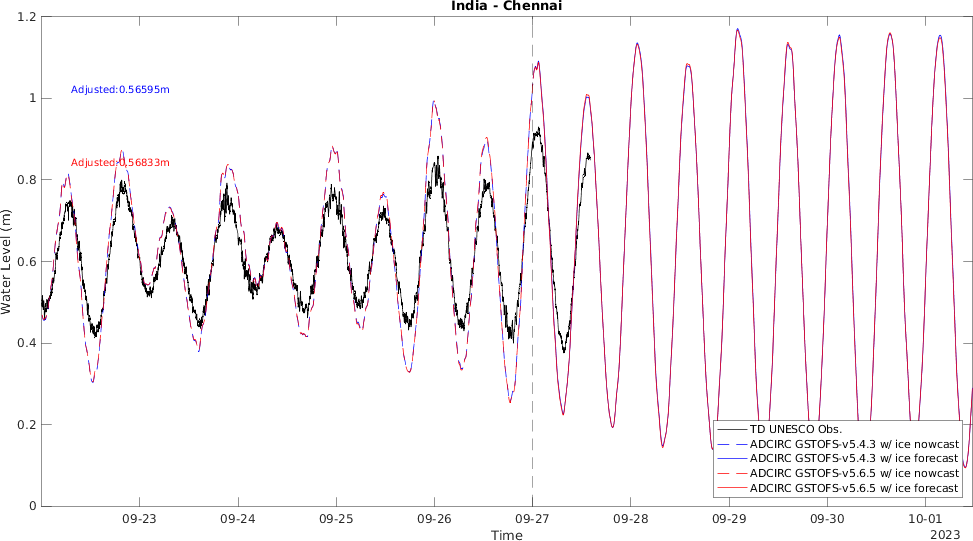 India - Chennai
1.2
1
0.8
0.6
0.4
0.2
0
Water Level (m)
Adjusted:0.56595m
Adjusted:0.56833m
TD UNESCO Obs.
ADCIRC GSTOFS-v5.4.3 w/ ice nowcast
ADCIRC GSTOFS-v5.4.3 w/ ice forecast
ADCIRC GSTOFS-v5.6.5 w/ ice nowcast
ADCIRC GSTOFS-v5.6.5 w/ ice forecast
09-23 09-24 09-25 09-26 09-27 09-28 09-29 09-30 10-01
Time
2023